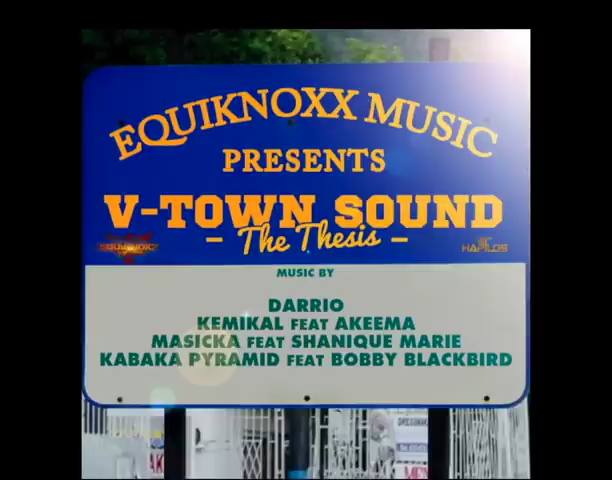 EQUIKNOXX MUSIC
PRESENTS
V-TOWN SOUND
- The Thesis -
HAPILOS
MUSIC BY
DARRIO
KEMIKAL FEAT AKEEMA
MASICKA FEAT SHANIQUE MARIE
KABAKA PYRAMID FEAT BOBBY BLACKBIRD